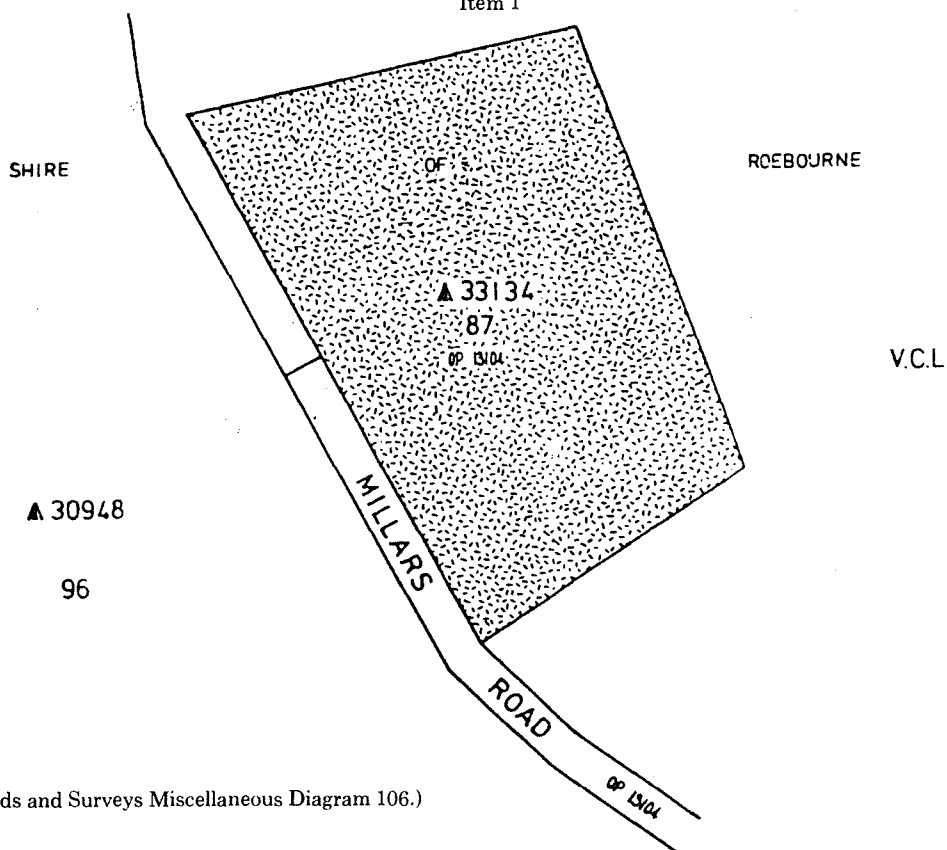 Item 1
SHIRE
OF
ROEBOURNE
33134
87
OP 13104
V.C.L
30948
96
MILLARS
ROAD
OP 13104
ds and Surveys Miscellaneous Diagram 106.)